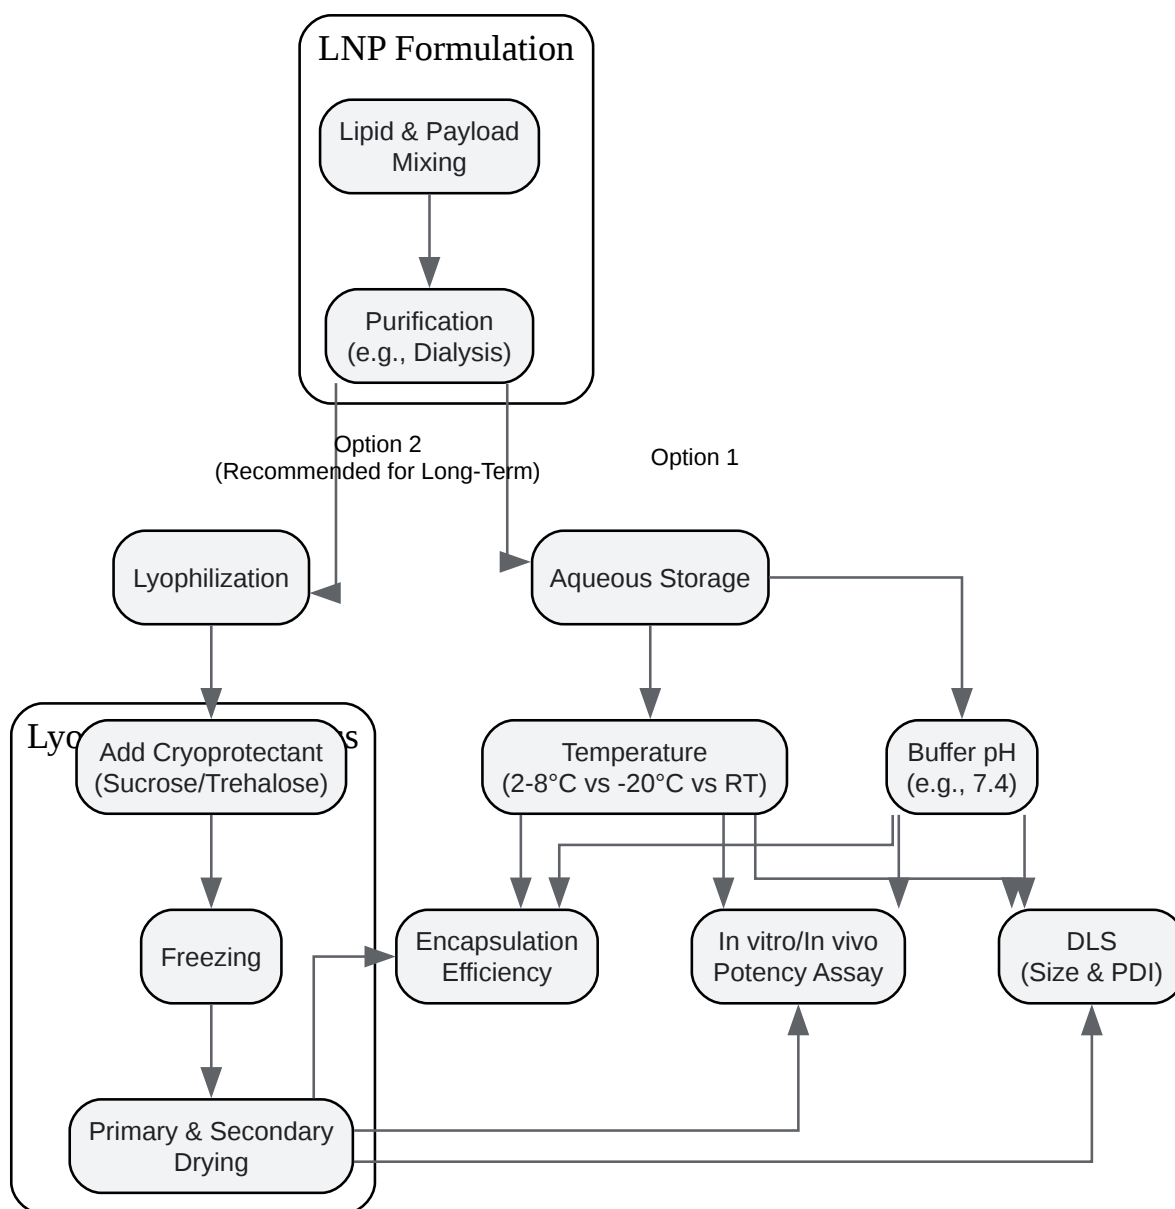 LNP Formulation
Lipid & Payload
Mixing
Purification
(e.g., Dialysis)
Option 2
(Recommended for Long-Term)
Option 1
Lyophilization
Aqueous Storage
Add Cryoprotectant
(Sucrose/Trehalose)
Temperature
(2-8°C vs -20°C vs RT)
Buffer pH
(e.g., 7.4)
Freezing
Encapsulation
Efficiency
In vitro/In vivo
Potency Assay
DLS
(Size & PDI)
Primary & Secondary
Drying